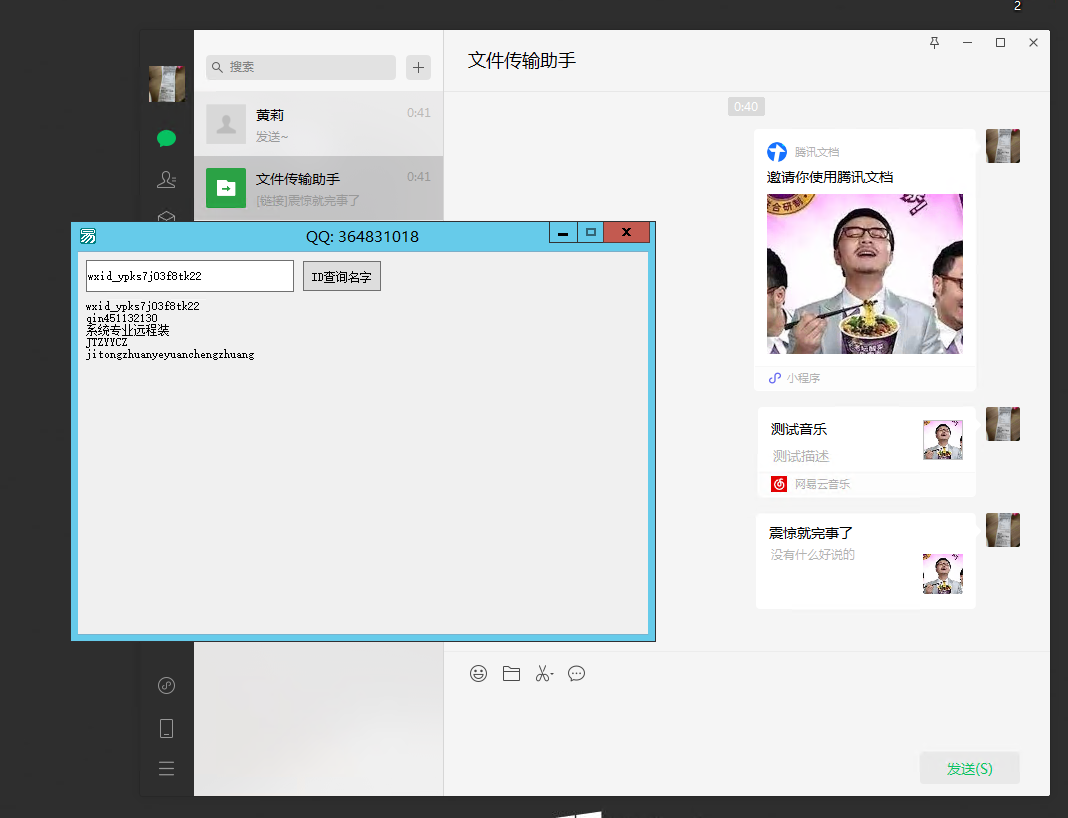 2
搜索
文件传输助手
黄莉
0:41
发送~
文件传输助手
0:41
[链接]震惊就完事了
0:40
腾讯文档
邀请你使用腾讯文档
小程序
测试音乐
测试描述
网易云音乐
震惊就完事了
没有什么好说的
QQ: 364831018
wxid_ypks7j03f8tk22
ID查询名字
wxid_ypks7j03f8tk22
qin451132130
系统专业远程装
JTZYYCZ
jitongzhuanyeyuanchengzhuang
发送(S)